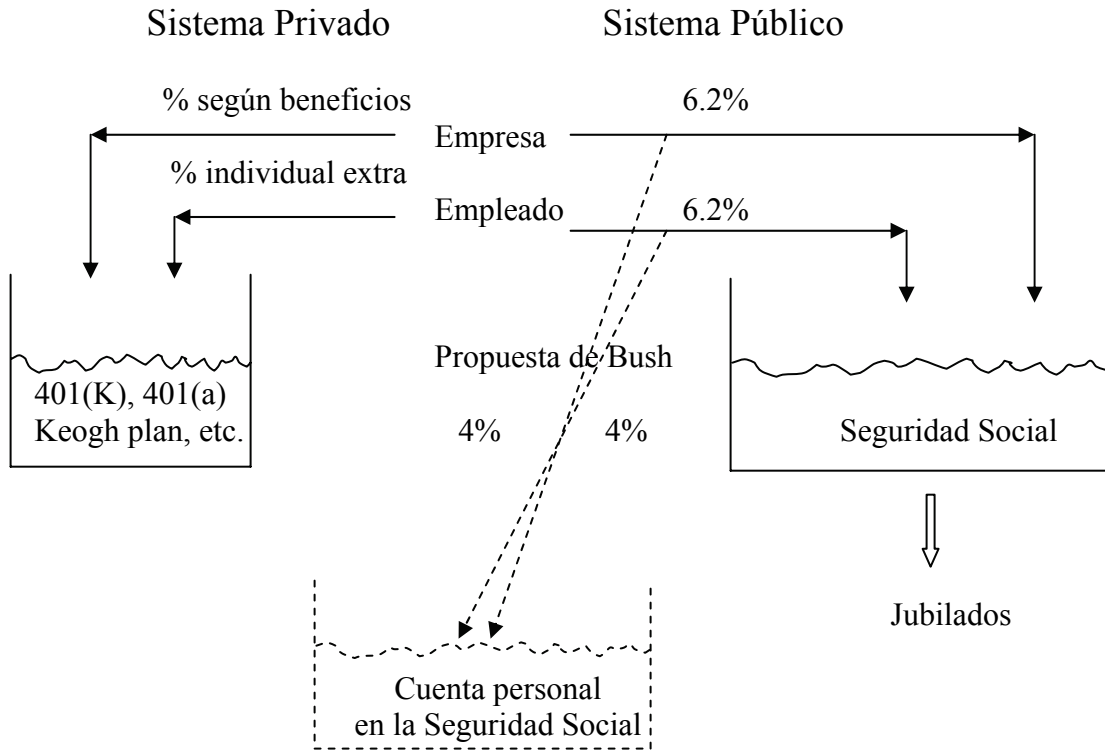 Sistema Privado
Sistema Público
% según beneficios
6.2%
Empresa
% individual extra
Empleado
6.2%
Propuesta de Bush
401(K), 401(a)
Keogh plan, etc.
4%
4%
Seguridad Social
Jubilados
Cuenta personal
en la Seguridad Social